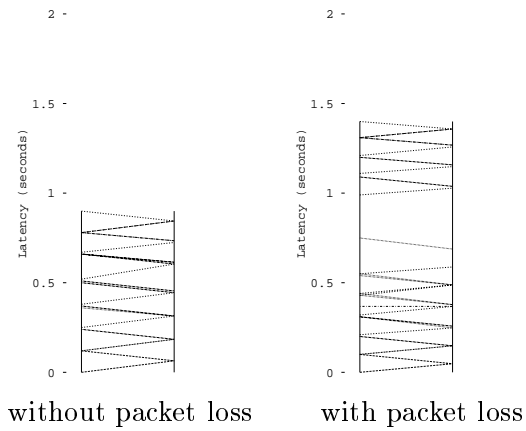 2
1.5
1
0.5
0
Latency (seconds)
without packet loss
2
1.5
1
0.5
0
Latency (seconds)
with packet loss